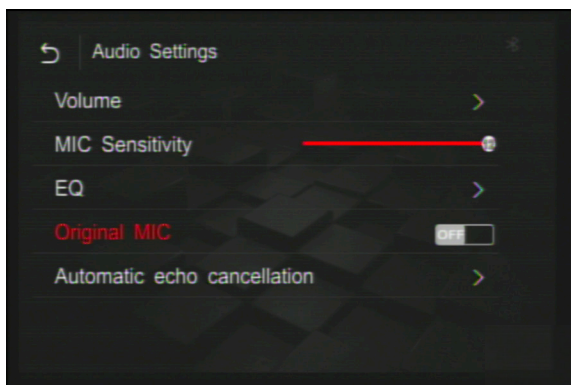 Audio Settings
Volume
MIC Sensitivity
EQ
Original MIC
OFF
Automatic echo cancellation